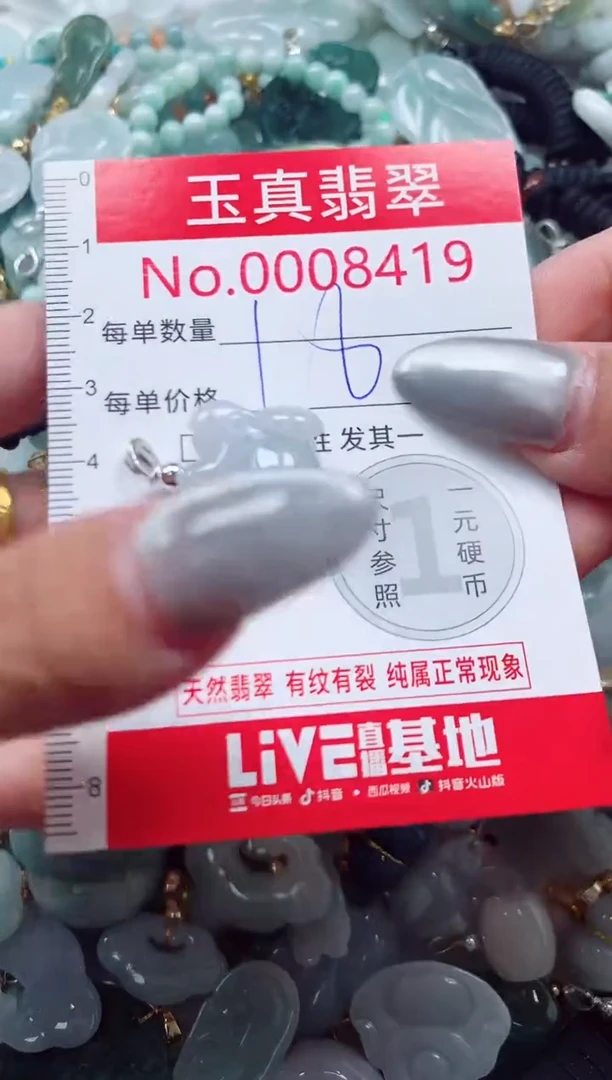 0
1
2
3
4
8
玉真翡翠
No.0008419
每单数量
18
每单价格
发其一
尺寸参照
1
一元硬币
天然翡翠 有纹有裂 纯属正常现象
LiVE直播基地
今日头条 抖音 • 西瓜视频 抖音火山版